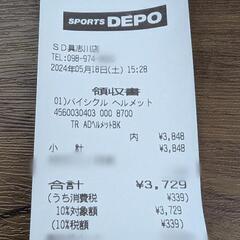 SPORTS DEPO
SD具志川店
TEL:098-974-
2024年05月18日(土) 15:28
領収書
01)バイシクル ヘルメット
4560030403 000 8700
TR ADヘルメットBK
内 ¥3,848
小 計 ¥3,848
合計 ¥3,729
(うち消費税 ¥339)
10%対象額 ¥3,729
(10%税額 ¥339)